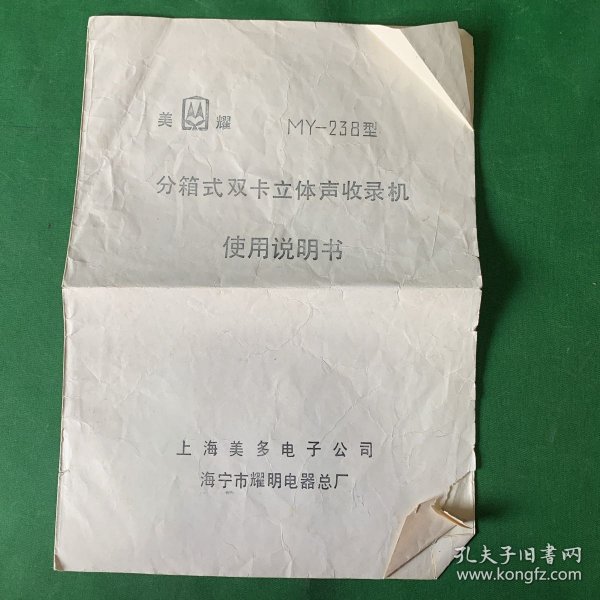 美 耀 MY-238型
分箱式双卡立体声收录机
使用说明书
上海美多电子公司
海宁市耀明电器总厂
孔夫子旧書网
www.kongfz.com